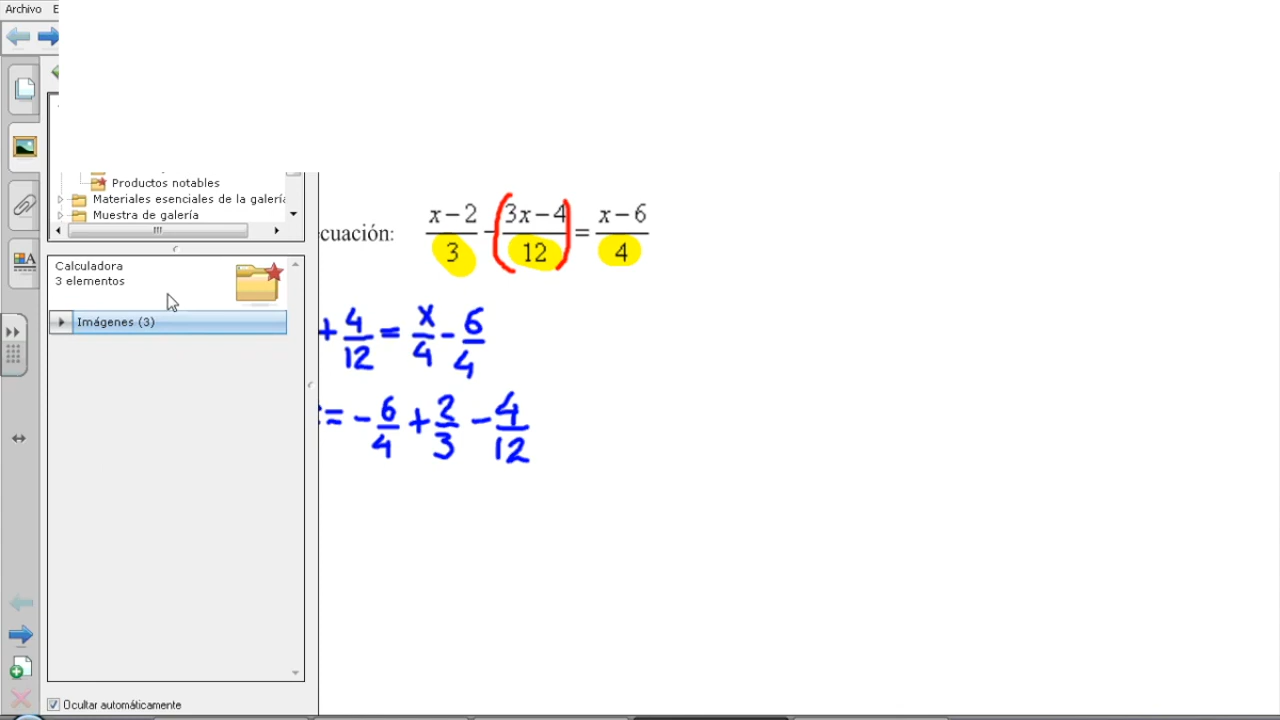 Archivo
Productos notables
Materiales esenciales de la galería
Muestra de galería
cuación: x-2/3 - (3x-4/12) = x-6/4
Calculadora
3 elementos
Imágenes (3)
+ 4/12 = x/4 - 6/4
= - 6/4 + 2/3 - 4/12
Ocultar automáticamente